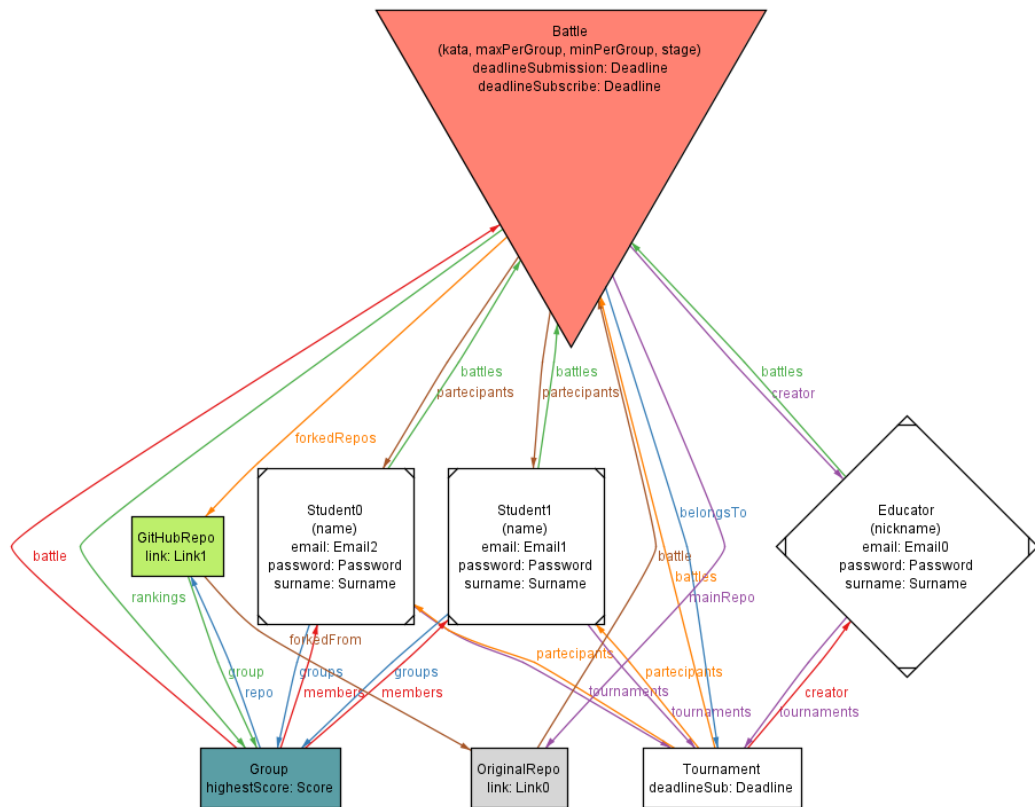 Battle
(kata, maxPerGroup, minPerGroup, stage)
deadlineSubmission: Deadline
deadlineSubscribe: Deadline
battles
battles
battles
partecipants
partecipants
creator
forkedRepos
Student0
(name)
email: Email2
password: Password
surname: Surname
Student1
(name)
email: Email1
password: Password
surname: Surname
Educator
(nickname)
email: Email0
password: Password
surname: Surname
GitHubRepo
link: Link1
belongsTo
battle
battle
battles
rankings
mainRepo
forkedFrom
partecipants
group
groups
groups
partecipants
repo
members
members
tournaments
creator
tournaments
tournaments
Group
highestScore: Score
OriginalRepo
link: Link0
Tournament
deadlineSub: Deadline